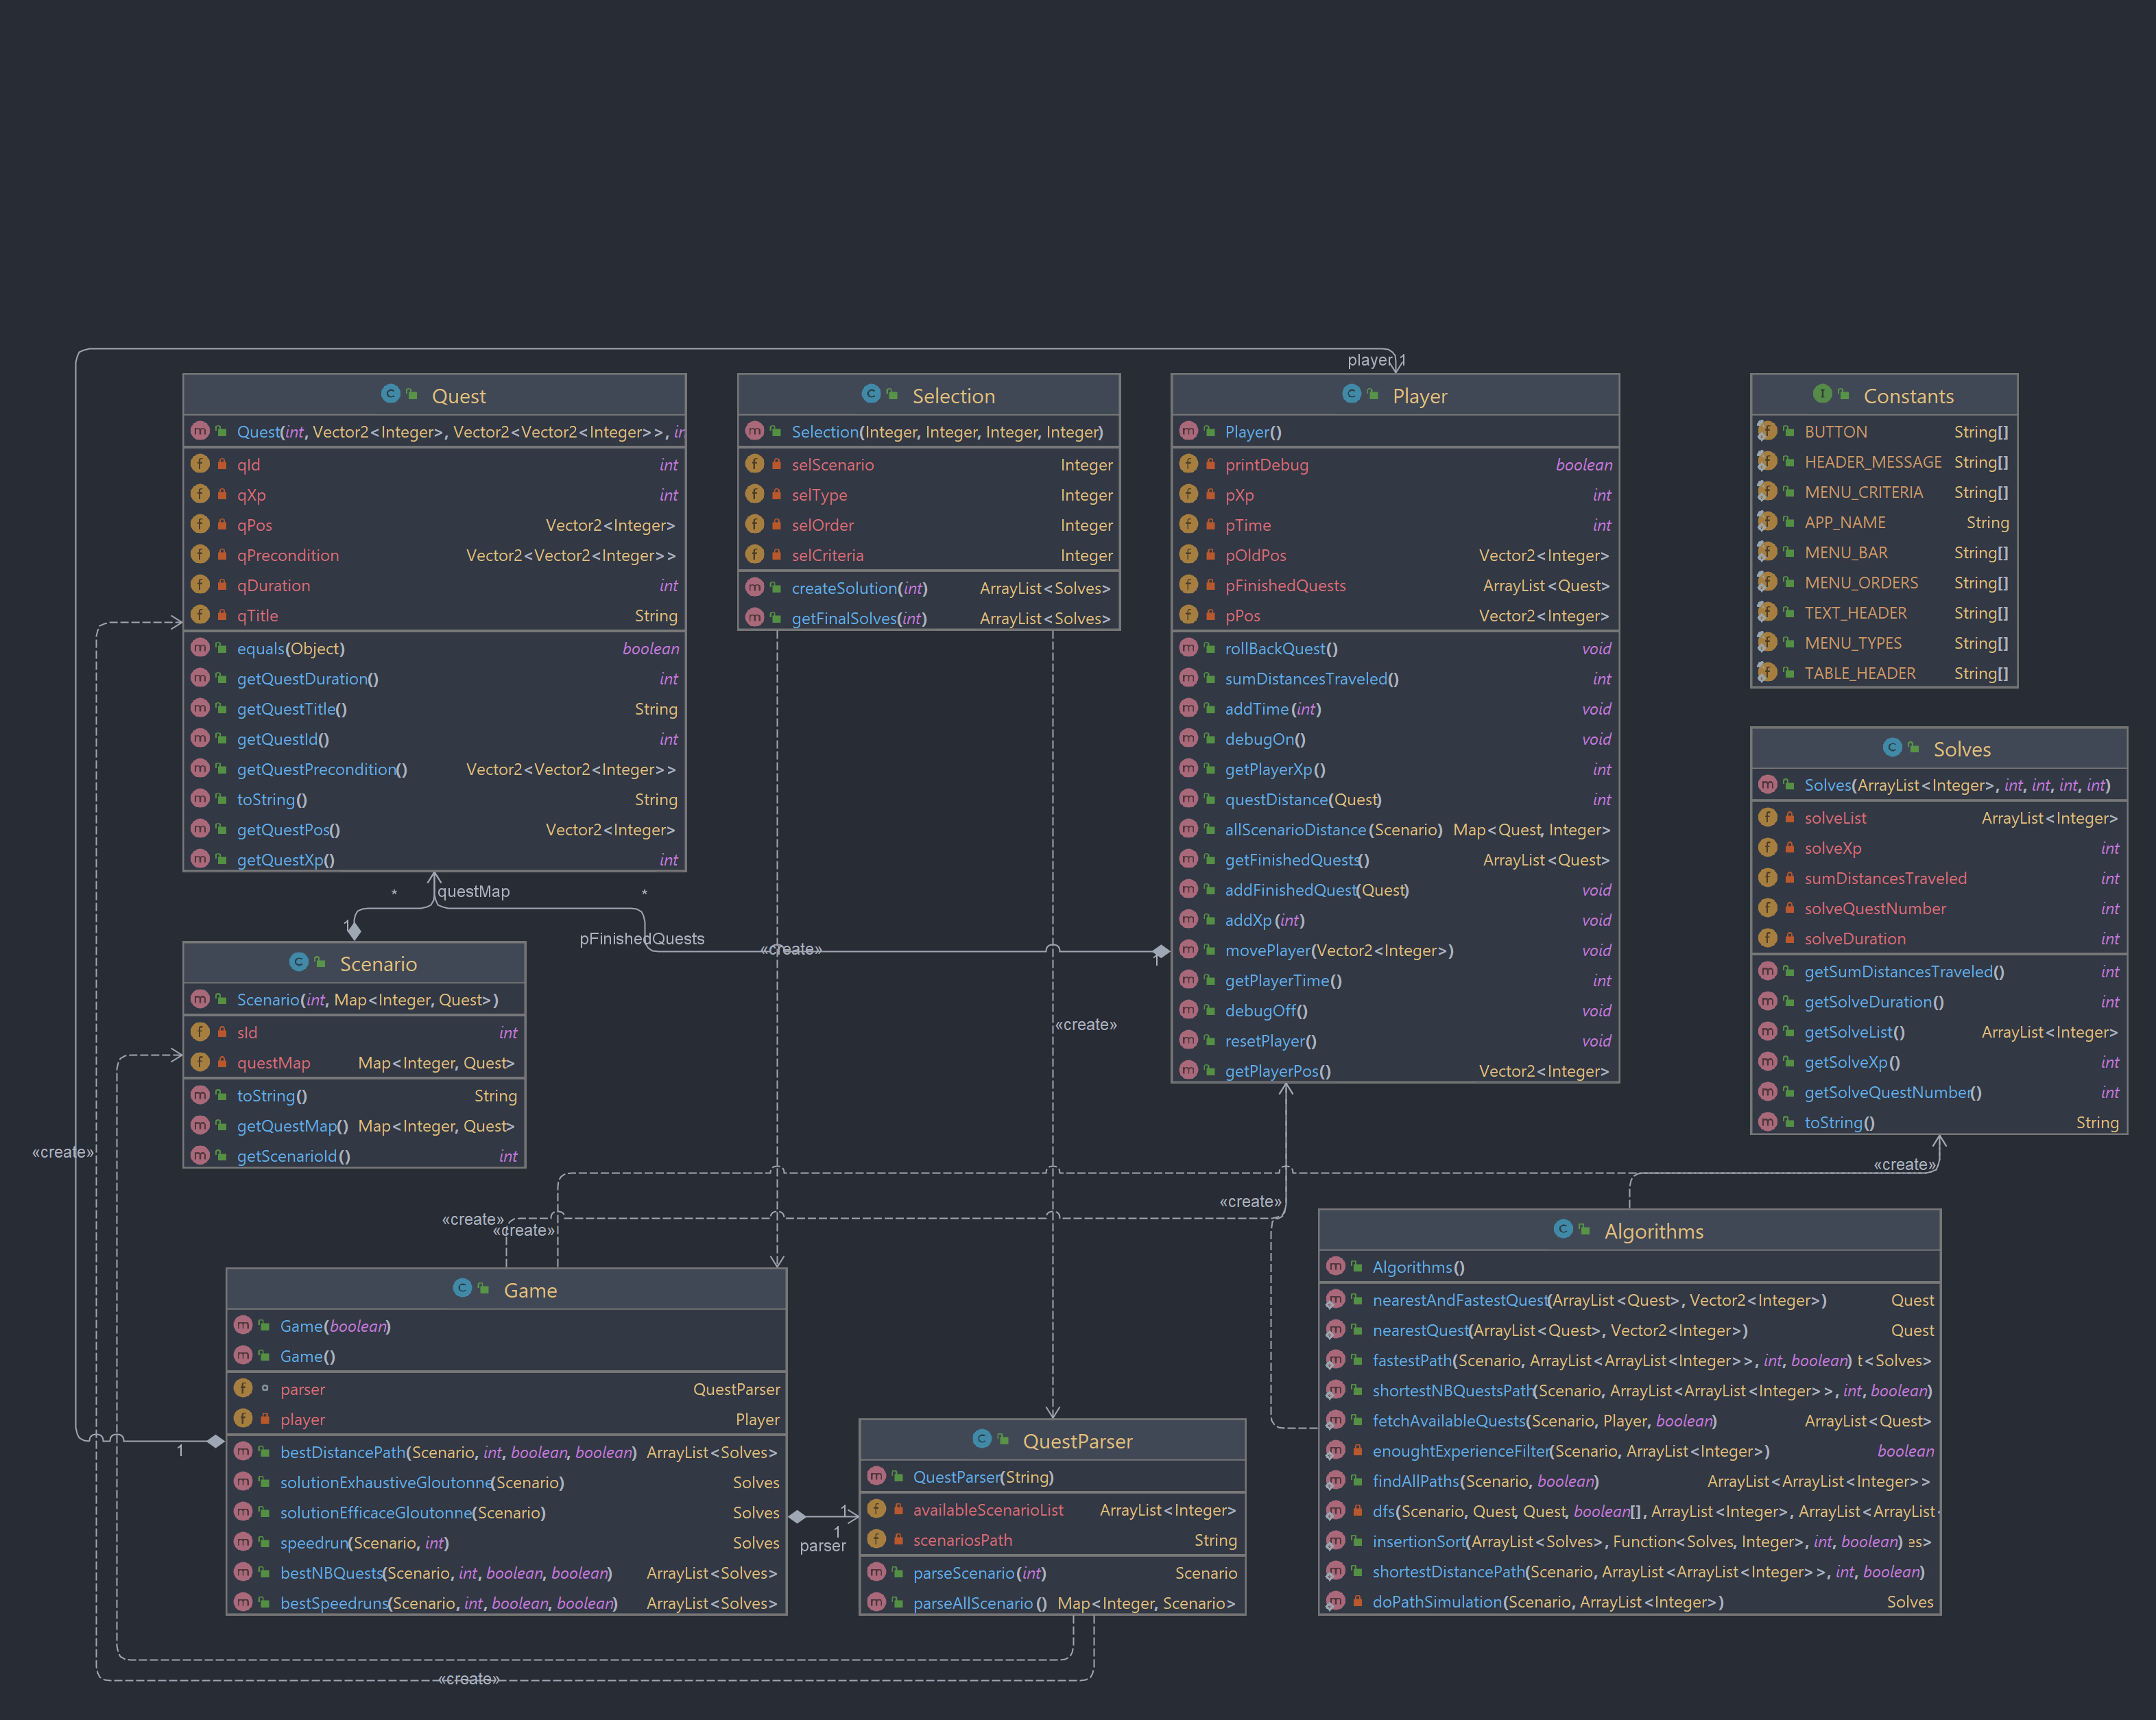 player 1
Quest
Quest(int, Vector2<Integer>, Vector2<Vector2<Integer>>, in
qId int
qXp int
qPos Vector2<Integer>
qPrecondition Vector2<Vector2<Integer>>
qDuration int
qTitle String
equals(Object) boolean
getQuestDuration() int
getQuestTitle() String
getQuestId() int
getQuestPrecondition() Vector2<Vector2<Integer>>
toString() String
getQuestPos() Vector2<Integer>
getQuestXp() int
Selection
Selection(Integer, Integer, Integer, Integer)
selScenario Integer
selType Integer
selOrder Integer
selCriteria Integer
createSolution(int) ArrayList<Solves>
getFinalSolves(int) ArrayList<Solves>
Player
Player()
printDebug boolean
pXp int
pTime int
pOldPos Vector2<Integer>
pFinishedQuests ArrayList<Quest>
pPos Vector2<Integer>
rollBackQuest() void
sumDistancesTraveled() int
addTime(int) void
debugOn() void
getPlayerXp() int
questDistance(Quest) int
allScenarioDistance(Scenario) Map<Quest, Integer>
getFinishedQuests() ArrayList<Quest>
addFinishedQuest(Quest) void
addXp(int) void
movePlayer(Vector2<Integer>) void
getPlayerTime() int
debugOff() void
resetPlayer() void
getPlayerPos() Vector2<Integer>
Constants
BUTTON String[]
HEADER_MESSAGE String[]
MENU_CRITERIA String[]
APP_NAME String
MENU_BAR String[]
MENU_ORDERS String[]
TEXT_HEADER String[]
MENU_TYPES String[]
TABLE_HEADER String[]
Solves
Solves(ArrayList<Integer>, int, int, int, int)
solveList ArrayList<Integer>
solveXp int
sumDistancesTraveled int
solveQuestNumber int
solveDuration int
getSumDistancesTraveled() int
getSolveDuration() int
getSolveList() ArrayList<Integer>
getSolveXp() int
getSolveQuestNumber() int
toString() String
* questMap *
1
pFinishedQuests «create» 1
«create»
Scenario
Scenario(int, Map<Integer, Quest>)
sId int
questMap Map<Integer, Quest>
toString() String
getQuestMap() Map<Integer, Quest>
getScenarioId() int
«create»
«create»
«create»
«create»
«create»
Game
Game(boolean)
Game()
parser QuestParser
player Player
bestDistancePath(Scenario, int, boolean, boolean) ArrayList<Solves>
solutionExhaustiveGloutonne(Scenario) Solves
solutionEfficaceGloutonne(Scenario) Solves
speedrun(Scenario, int) Solves
bestNBQuests(Scenario, int, boolean, boolean) ArrayList<Solves>
bestSpeedruns(Scenario, int, boolean, boolean) ArrayList<Solves>
1
1
1
parser
QuestParser
QuestParser(String)
availableScenarioList ArrayList<Integer>
scenariosPath String
parseScenario(int) Scenario
parseAllScenario() Map<Integer, Scenario>
Algorithms
Algorithms()
nearestAndFastestQuest(ArrayList<Quest>, Vector2<Integer>) Quest
nearestQuest(ArrayList<Quest>, Vector2<Integer>) Quest
fastestPath(Scenario, ArrayList<ArrayList<Integer>>, int, boolean) t<Solves>
shortestNBQuestsPath(Scenario, ArrayList<ArrayList<Integer>>, int, boolean)
fetchAvailableQuests(Scenario, Player, boolean) ArrayList<Quest>
enoughtExperienceFilter(Scenario, ArrayList<Integer>) boolean
findAllPaths(Scenario, boolean) ArrayList<ArrayList<Integer>>
dfs(Scenario, Quest, Quest, boolean[], ArrayList<Integer>, ArrayList<ArrayList<
insertionSort(ArrayList<Solves>, Function<Solves, Integer>, int, boolean) es>
shortestDistancePath(Scenario, ArrayList<ArrayList<Integer>>, int, boolean)
doPathSimulation(Scenario, ArrayList<Integer>) Solves
«create»